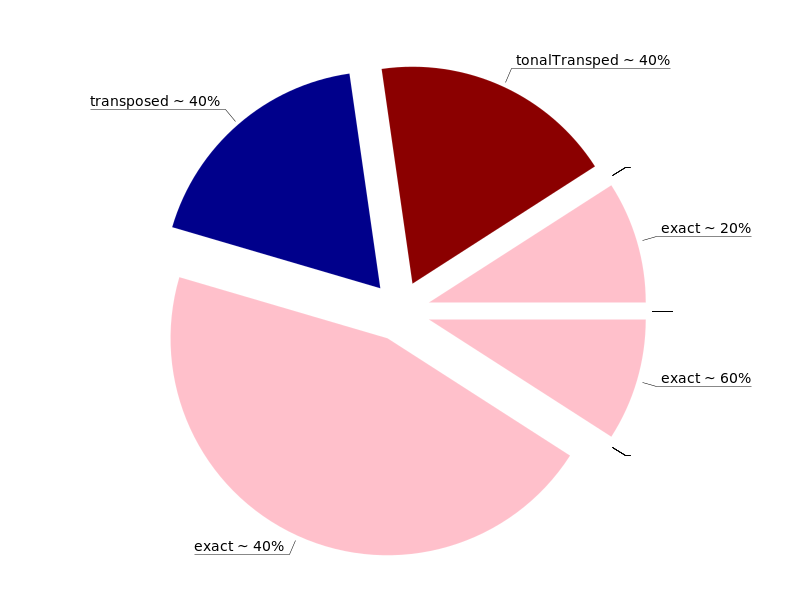 tonalTransped ~ 40%
transposed ~ 40%
exact ~ 20%
exact ~ 60%
exact ~ 40%